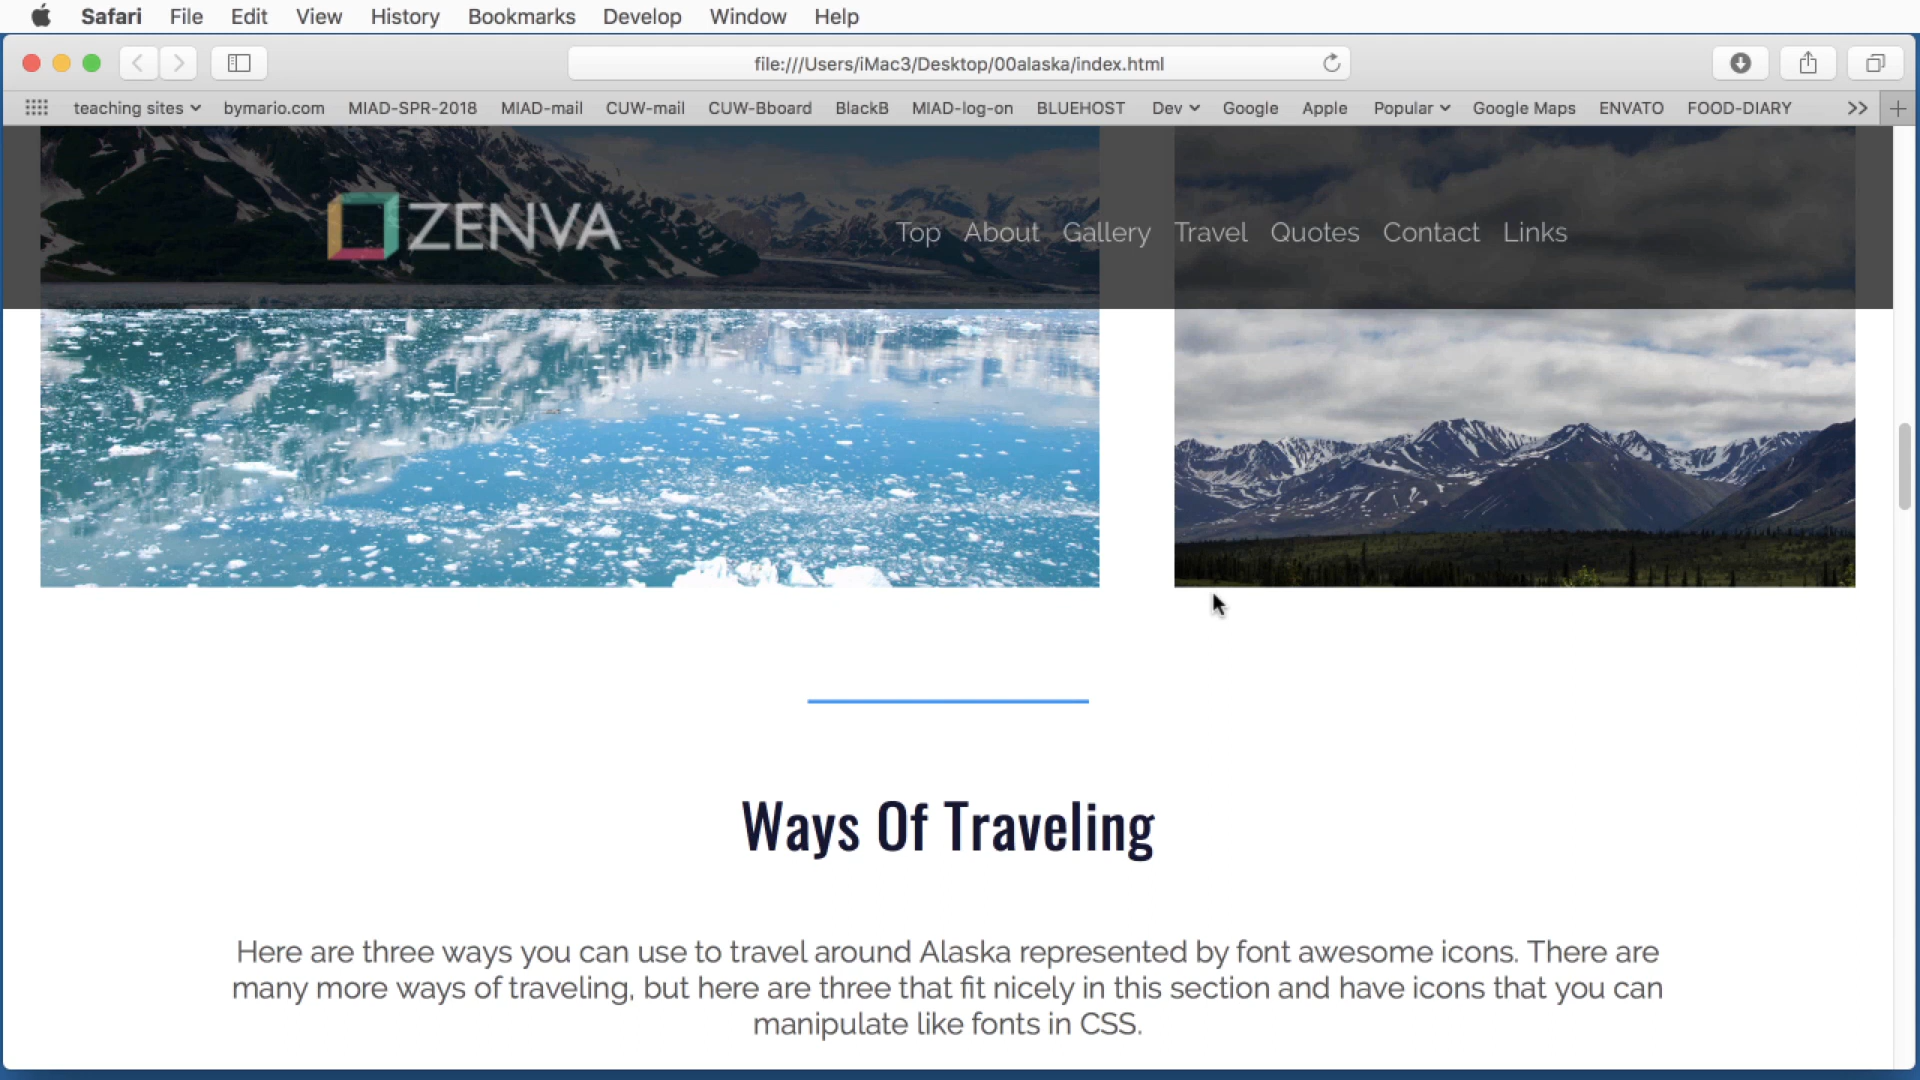 Safari File Edit View History Bookmarks Develop Window Help
file:///Users/iMac3/Desktop/00alaska/index.html
teaching sites bymario.com MIAD-SPR-2018 MIAD-mail CUW-mail CUW-Bboard BlackB MIAD-log-on BLUEHOST Dev Google Apple Popular Google Maps ENVATO FOOD-DIARY
ZENVA
Top About Gallery Travel Quotes Contact Links
Ways Of Traveling
Here are three ways you can use to travel around Alaska represented by font awesome icons. There are
many more ways of traveling, but here are three that fit nicely in this section and have icons that you can
manipulate like fonts in CSS.